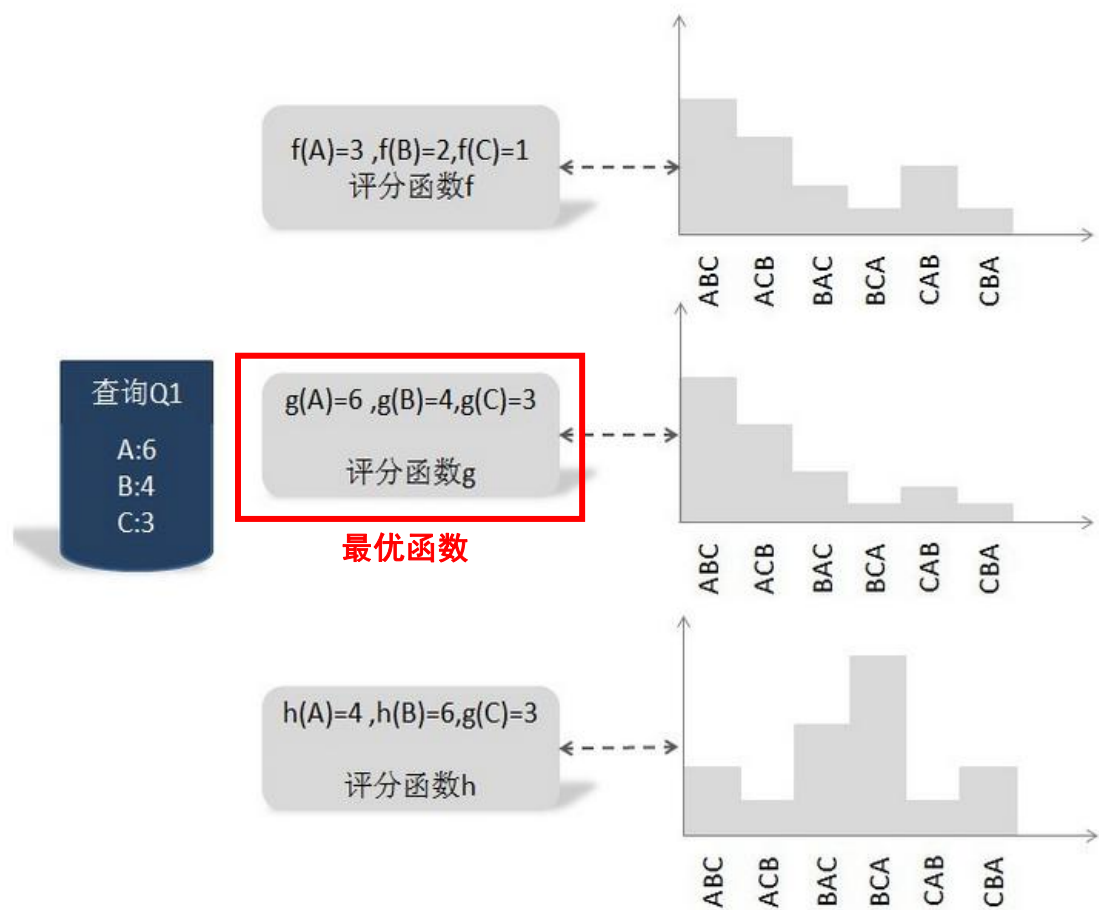 f(A)=3 ,f(B)=2,f(C)=1
评分函数f
ABC
ACB
BAC
BCA
CAB
CBA
查询Q1
A:6
B:4
C:3
g(A)=6 ,g(B)=4,g(C)=3
评分函数g
最优函数
ABC
ACB
BAC
BCA
CAB
CBA
h(A)=4 ,h(B)=6,g(C)=3
评分函数h
ABC
ACB
BAC
BCA
CAB
CBA